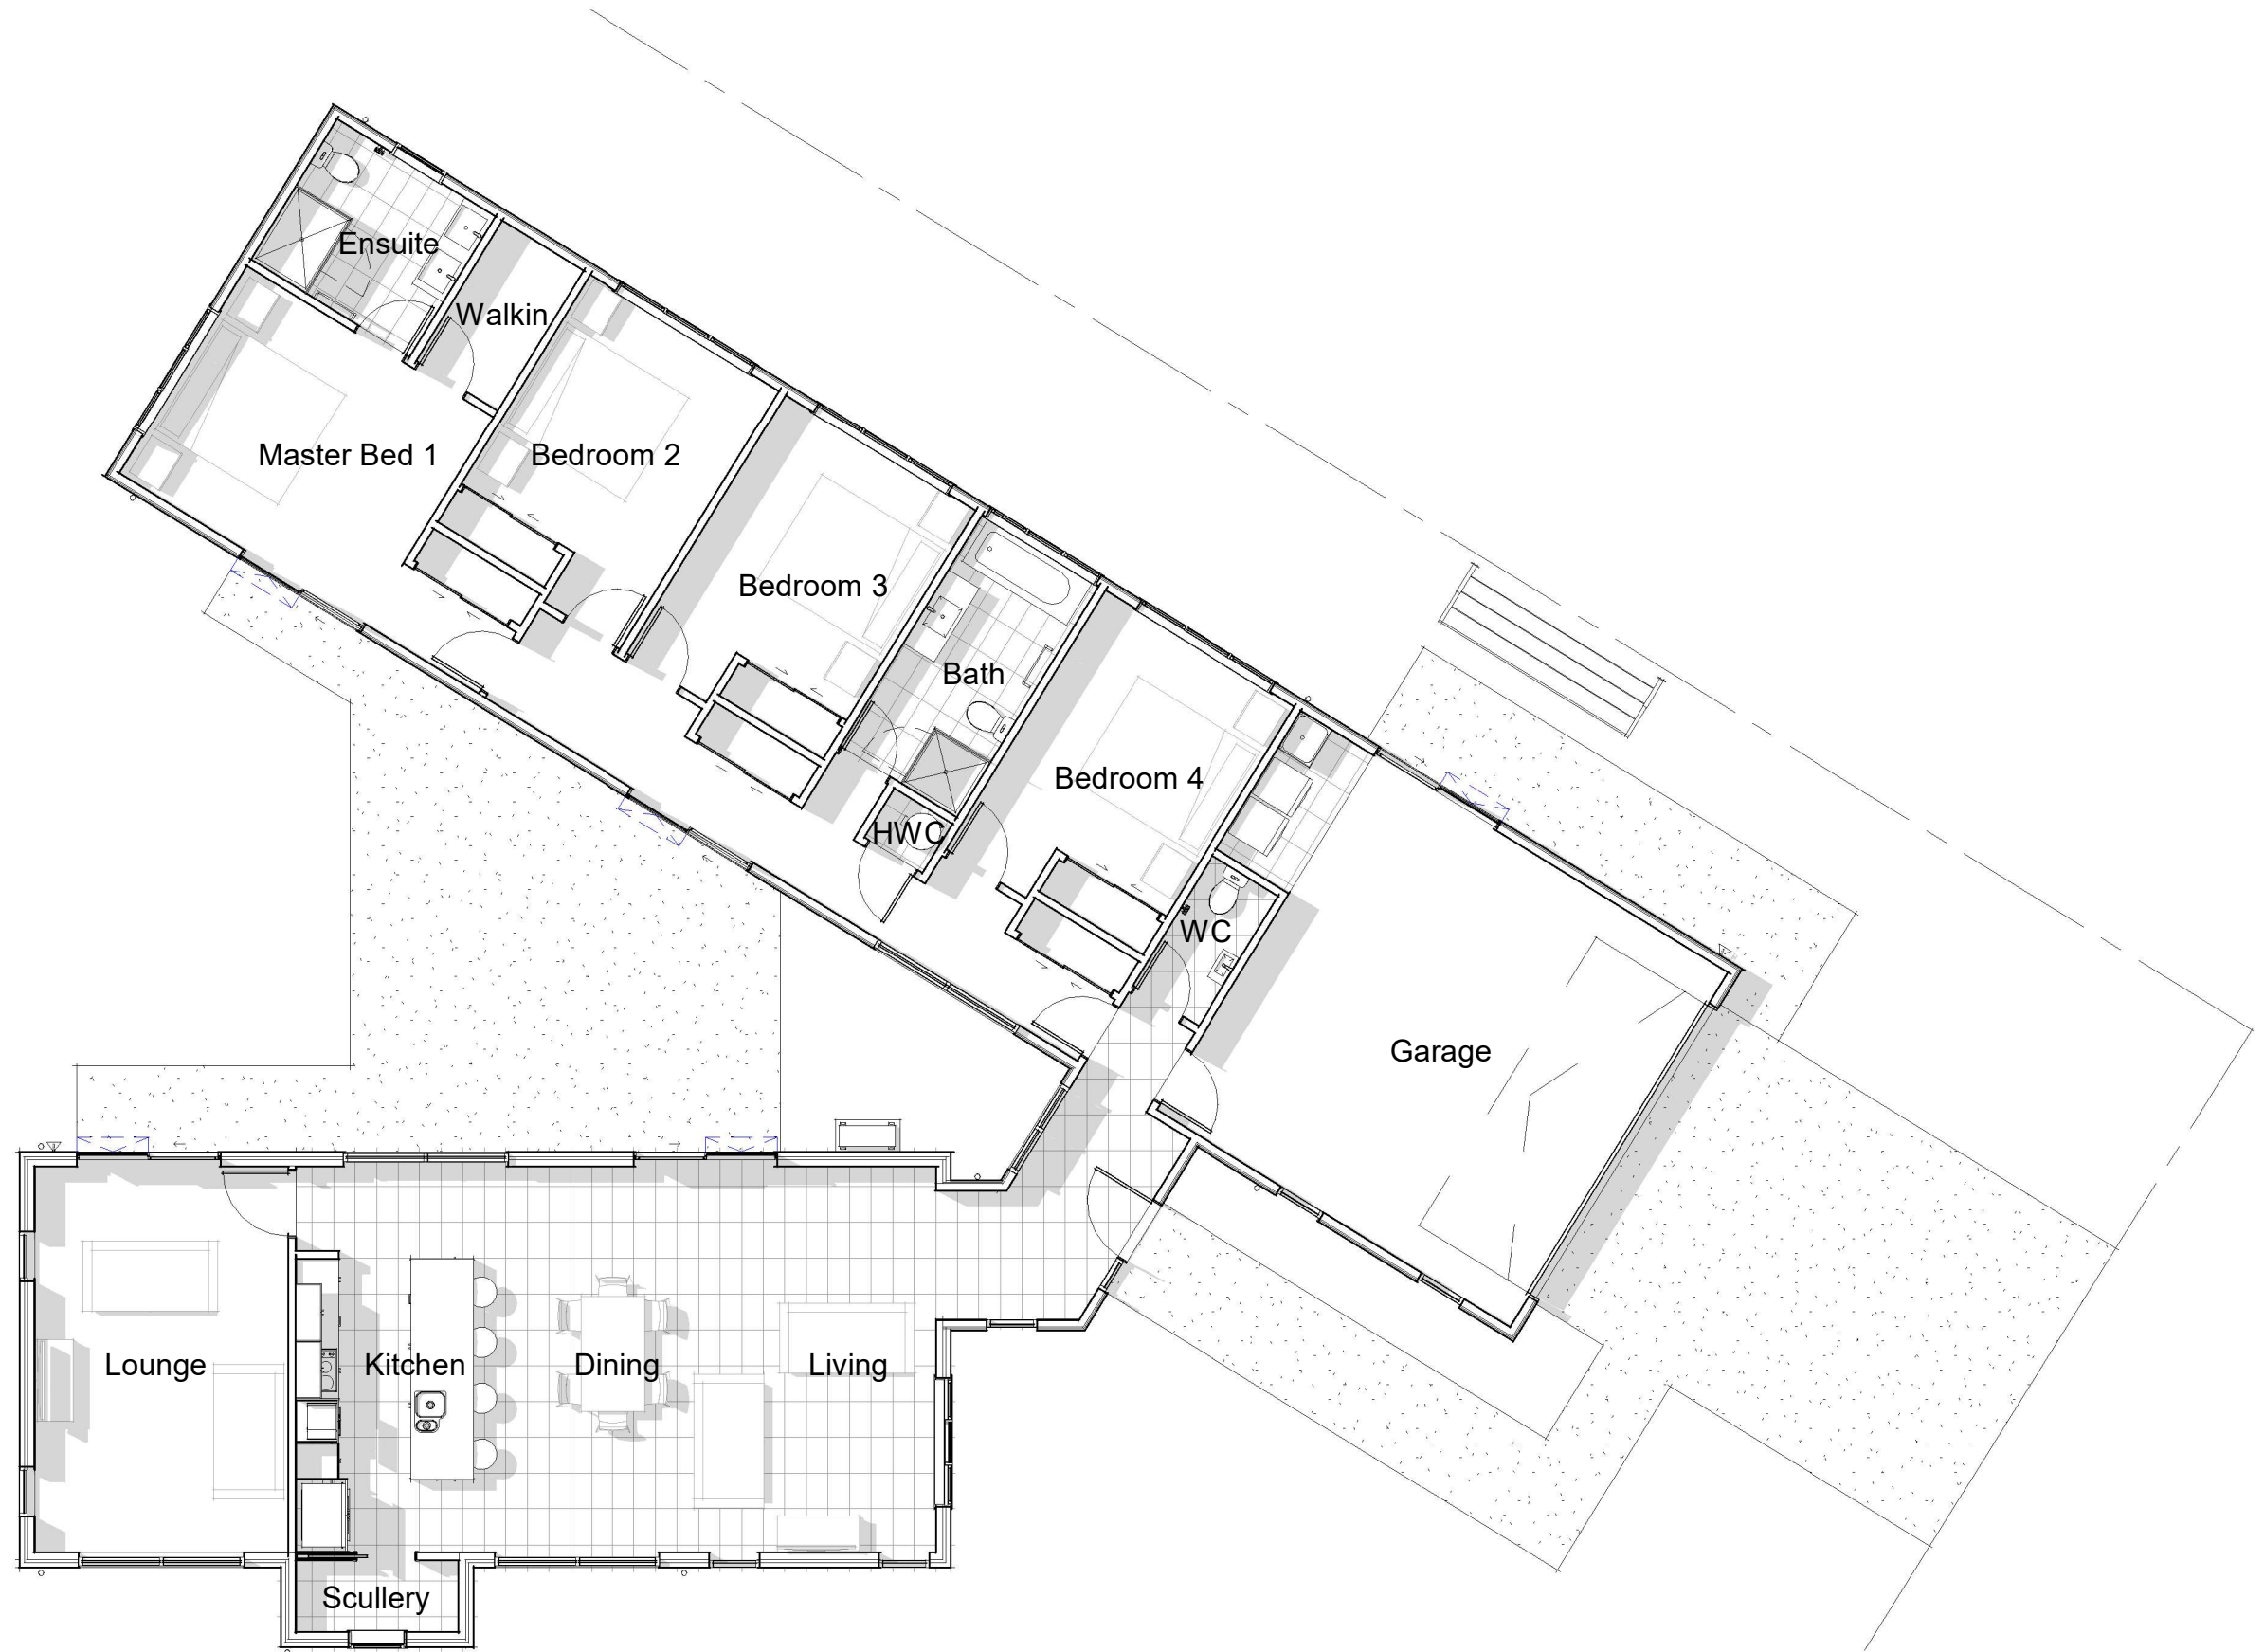 Ensuite
Walkin
Master Bed 1
Bedroom 2
Bedroom 3
Bath
Bedroom 4
HWC
WC
Garage
Lounge
Kitchen
Dining
Living
Scullery